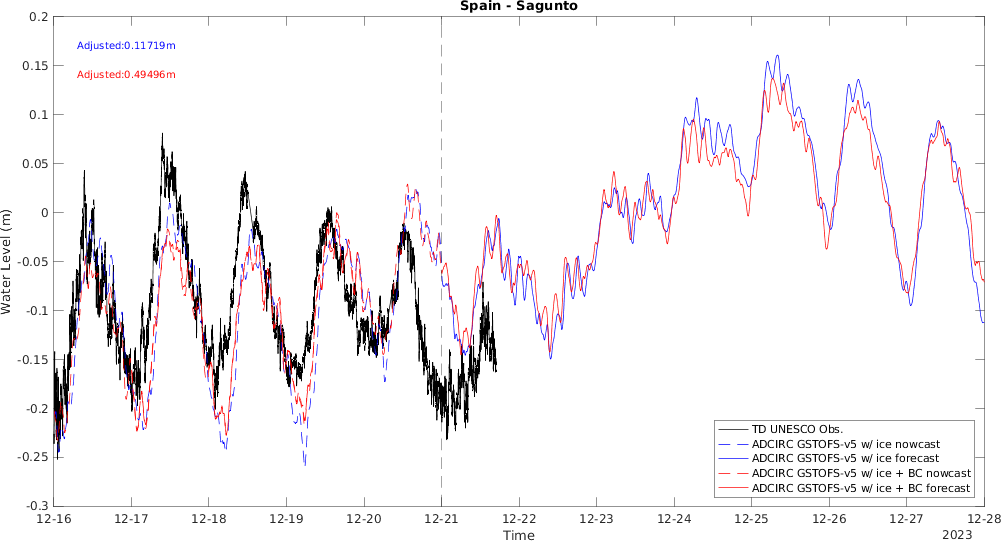 Spain - Sagunto
Adjusted:0.11719m
Adjusted:0.49496m
Water Level (m)
0.2
0.15
0.1
0.05
0
-0.05
-0.1
-0.15
-0.2
-0.25
-0.3
TD UNESCO Obs.
ADCIRC GSTOFS-v5 w/ ice nowcast
ADCIRC GSTOFS-v5 w/ ice forecast
ADCIRC GSTOFS-v5 w/ ice + BC nowcast
ADCIRC GSTOFS-v5 w/ ice + BC forecast
12-16 12-17 12-18 12-19 12-20 12-21 12-22 12-23 12-24 12-25 12-26 12-27 12-28
Time
2023